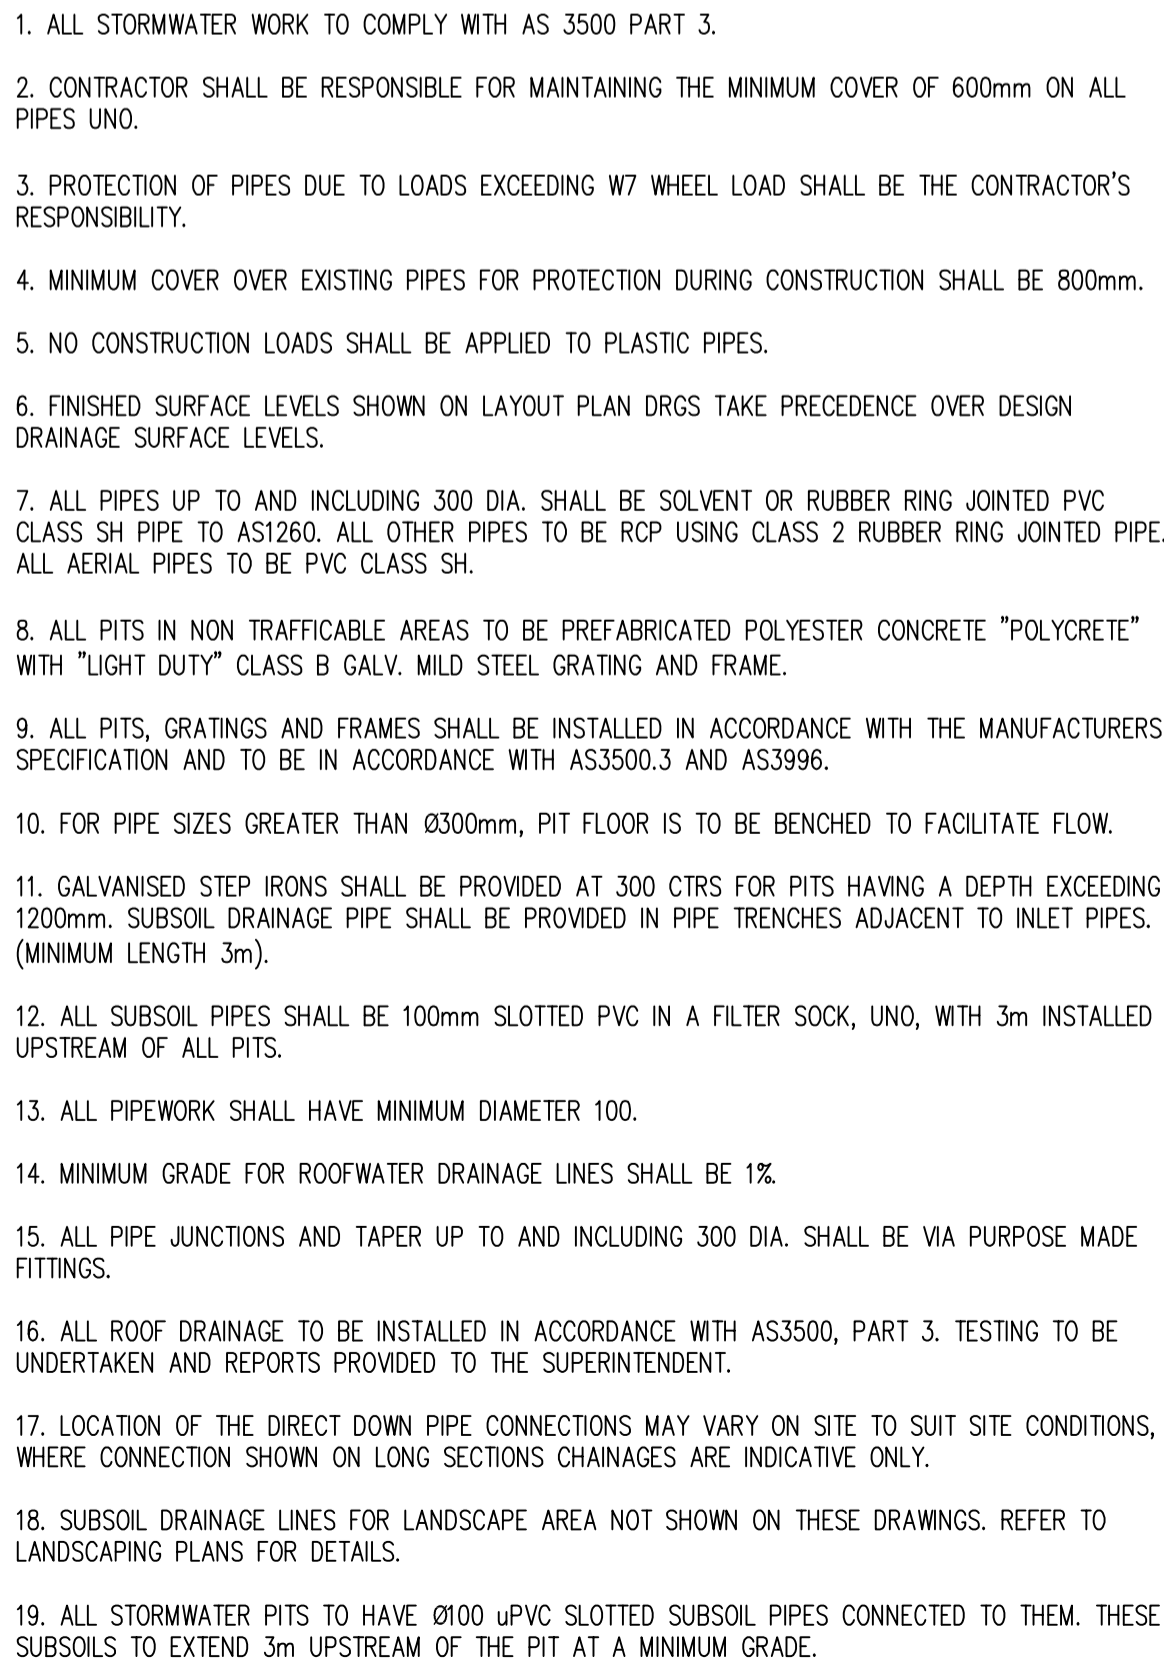 1. ALL STORMWATER WORK TO COMPLY WITH AS 3500 PART 3.
2. CONTRACTOR SHALL BE RESPONSIBLE FOR MAINTAINING THE MINIMUM COVER OF 600mm ON ALL
PIPES UNO.
3. PROTECTION OF PIPES DUE TO LOADS EXCEEDING W7 WHEEL LOAD SHALL BE THE CONTRACTOR'S
RESPONSIBILITY.
4. MINIMUM COVER OVER EXISTING PIPES FOR PROTECTION DURING CONSTRUCTION SHALL BE 800mm.
5. NO CONSTRUCTION LOADS SHALL BE APPLIED TO PLASTIC PIPES.
6. FINISHED SURFACE LEVELS SHOWN ON LAYOUT PLAN DRGS TAKE PRECEDENCE OVER DESIGN
DRAINAGE SURFACE LEVELS.
7. ALL PIPES UP TO AND INCLUDING 300 DIA. SHALL BE SOLVENT OR RUBBER RING JOINTED PVC
CLASS SH PIPE TO AS1260. ALL OTHER PIPES TO BE RCP USING CLASS 2 RUBBER RING JOINTED PIPE.
ALL AERIAL PIPES TO BE PVC CLASS SH.
8. ALL PITS IN NON TRAFFICABLE AREAS TO BE PREFABRICATED POLYESTER CONCRETE "POLYCRETE"
WITH "LIGHT DUTY" CLASS B GALV. MILD STEEL GRATING AND FRAME.
9. ALL PITS, GRATINGS AND FRAMES SHALL BE INSTALLED IN ACCORDANCE WITH THE MANUFACTURERS
SPECIFICATION AND TO BE IN ACCORDANCE WITH AS3500.3 AND AS3996.
10. FOR PIPE SIZES GREATER THAN Ø300mm, PIT FLOOR IS TO BE BENCHED TO FACILITATE FLOW.
11. GALVANISED STEP IRONS SHALL BE PROVIDED AT 300 CTRS FOR PITS HAVING A DEPTH EXCEEDING
1200mm. SUBSOIL DRAINAGE PIPE SHALL BE PROVIDED IN PIPE TRENCHES ADJACENT TO INLET PIPES.
(MINIMUM LENGTH 3m).
12. ALL SUBSOIL PIPES SHALL BE 100mm SLOTTED PVC IN A FILTER SOCK, UNO, WITH 3m INSTALLED
UPSTREAM OF ALL PITS.
13. ALL PIPEWORK SHALL HAVE MINIMUM DIAMETER 100.
14. MINIMUM GRADE FOR ROOFWATER DRAINAGE LINES SHALL BE 1%.
15. ALL PIPE JUNCTIONS AND TAPER UP TO AND INCLUDING 300 DIA. SHALL BE VIA PURPOSE MADE
FITTINGS.
16. ALL ROOF DRAINAGE TO BE INSTALLED IN ACCORDANCE WITH AS3500, PART 3. TESTING TO BE
UNDERTAKEN AND REPORTS PROVIDED TO THE SUPERINTENDENT.
17. LOCATION OF THE DIRECT DOWN PIPE CONNECTIONS MAY VARY ON SITE TO SUIT SITE CONDITIONS,
WHERE CONNECTION SHOWN ON LONG SECTIONS CHAINAGES ARE INDICATIVE ONLY.
18. SUBSOIL DRAINAGE LINES FOR LANDSCAPE AREA NOT SHOWN ON THESE DRAWINGS. REFER TO
LANDSCAPING PLANS FOR DETAILS.
19. ALL STORMWATER PITS TO HAVE Ø100 uPVC SLOTTED SUBSOIL PIPES CONNECTED TO THEM. THESE
SUBSOILS TO EXTEND 3m UPSTREAM OF THE PIT AT A MINIMUM GRADE.